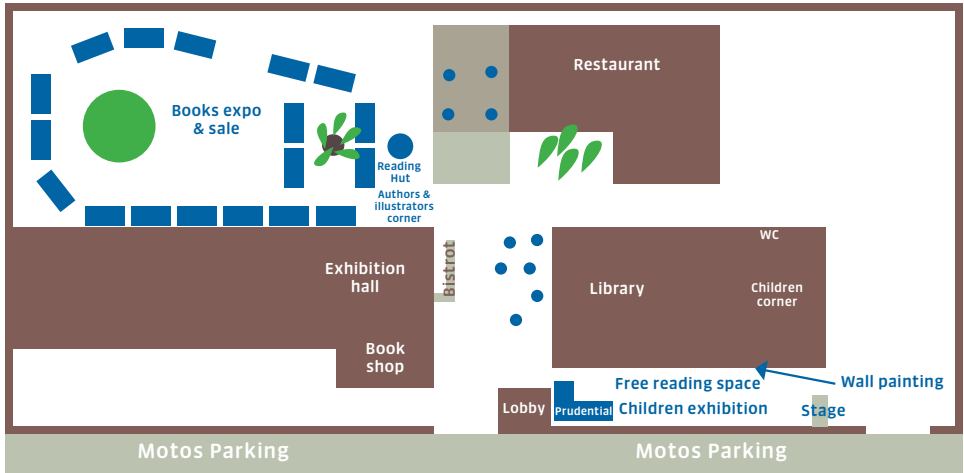 Restaurant
Books expo
& sale
Reading
Hut
Authors &
illustrators
corner
WC
Bistrot
Exhibition
hall
Library
Children
corner
Book
shop
Free reading space
Wall painting
Lobby
Prudential
Children exhibition
Stage
Motos Parking
Motos Parking